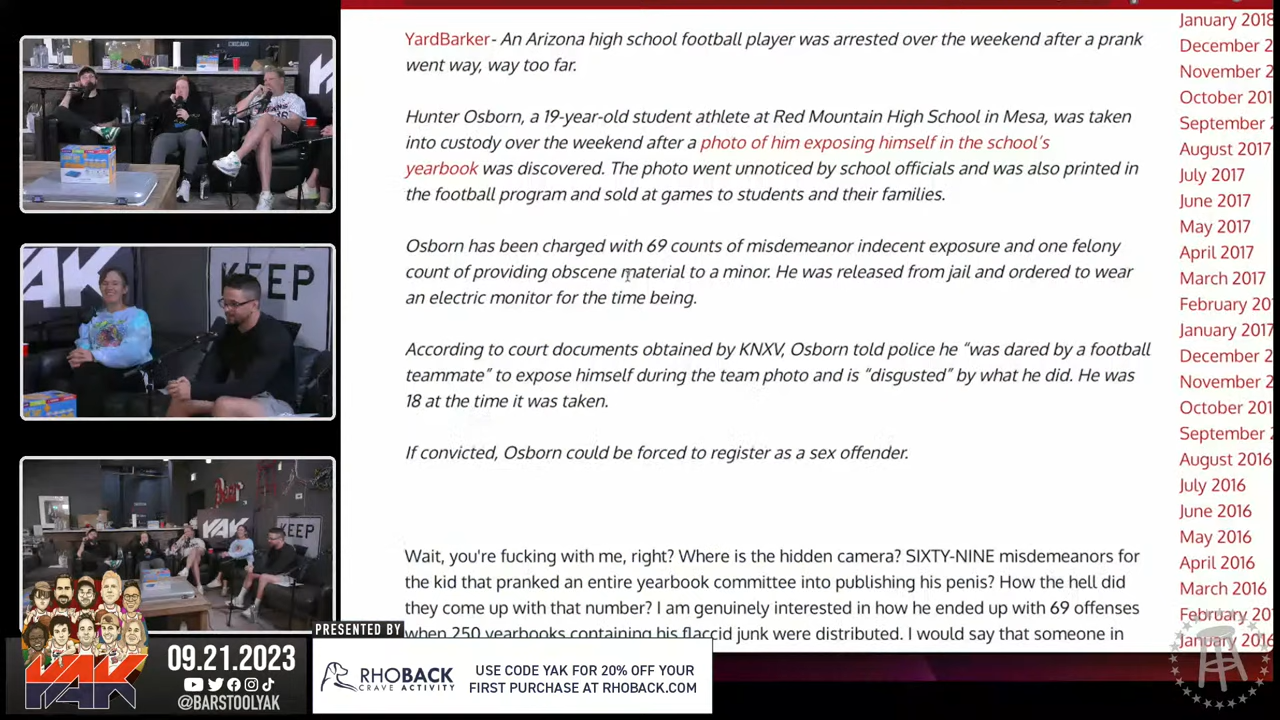 YardBarker- An Arizona high school football player was arrested over the weekend after a prank
went way, way too far.
Hunter Osborn, a 19-year-old student athlete at Red Mountain High School in Mesa, was taken
into custody over the weekend after a photo of him exposing himself in the school's
yearbook was discovered. The photo went unnoticed by school officials and was also printed in
the football program and sold at games to students and their families.
Osborn has been charged with 69 counts of misdemeanor indecent exposure and one felony
count of providing obscene material to a minor. He was released from jail and ordered to wear
an electric monitor for the time being.
According to court documents obtained by KNXV, Osborn told police he “was dared by a football
teammate” to expose himself during the team photo and is “disgusted” by what he did. He was
18 at the time it was taken.
If convicted, Osborn could be forced to register as a sex offender.
Wait, you're fucking with me, right? Where is the hidden camera? SIXTY-NINE misdemeanors for
the kid that pranked an entire yearbook committee into publishing his penis? How the hell did
they come up with that number? I am genuinely interested in how he ended up with 69 offenses
when 250 yearbooks containing his flaccid junk were distributed. I would say that someone in
January 2018
December 2
November 2
October 201
September 2
August 2017
July 2017
June 2017
May 2017
April 2017
March 2017
February 20
January 2017
December 2
November 2
October 201
September 2
August 2016
July 2016
June 2016
May 2016
April 2016
March 2016
February 20
January 2016
CHICAGO
YAK
KEEP
YAK
KEEP
YAK
09.21.2023
@BARSTOOLYAK
PRESENTED BY
RHOBACK
CRAVE ACTIVITY
USE CODE YAK FOR 20% OFF YOUR
FIRST PURCHASE AT RHOBACK.COM